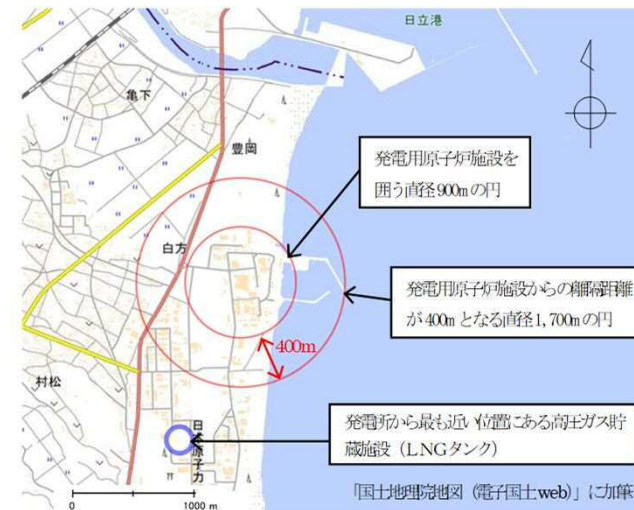 日立港
亀下
豊岡
発電用原子炉施設を
囲う直径900mの円
白方
発電用原子炉施設からの離隔距離
が400mとなる直径1,700mの円
400m
村松
発電所から最も近い位置にある高圧ガス貯
蔵施設（LNGタンク）
日本原子力
「国土地理院地図（電子国土web）」に加筆
0
1000 m